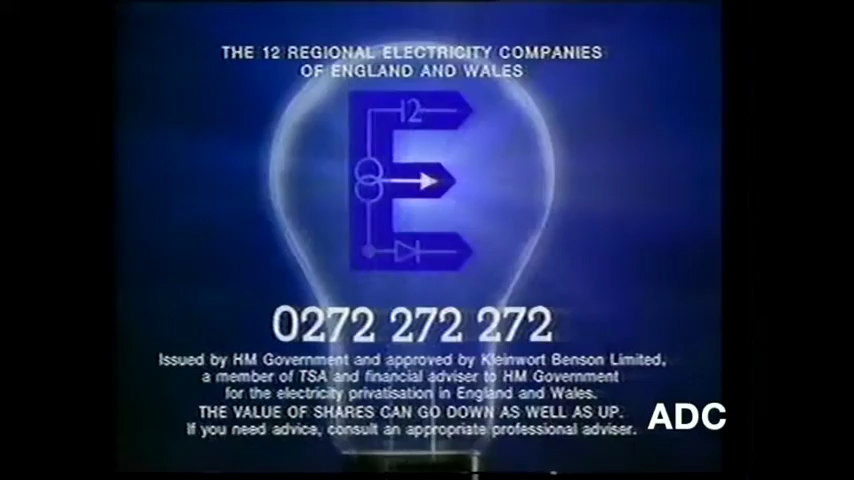 THE 12 REGIONAL ELECTRICITY COMPANIES
OF ENGLAND AND WALES
12
0272 272 272
Issued by HM Government and approved by Kleinwort Benson Limited,
a member of TSA and financial adviser to HM Government
for the electricity privatisation in England and Wales.
THE VALUE OF SHARES CAN GO DOWN AS WELL AS UP.
If you need advice, consult an appropriate professional adviser.
ADC